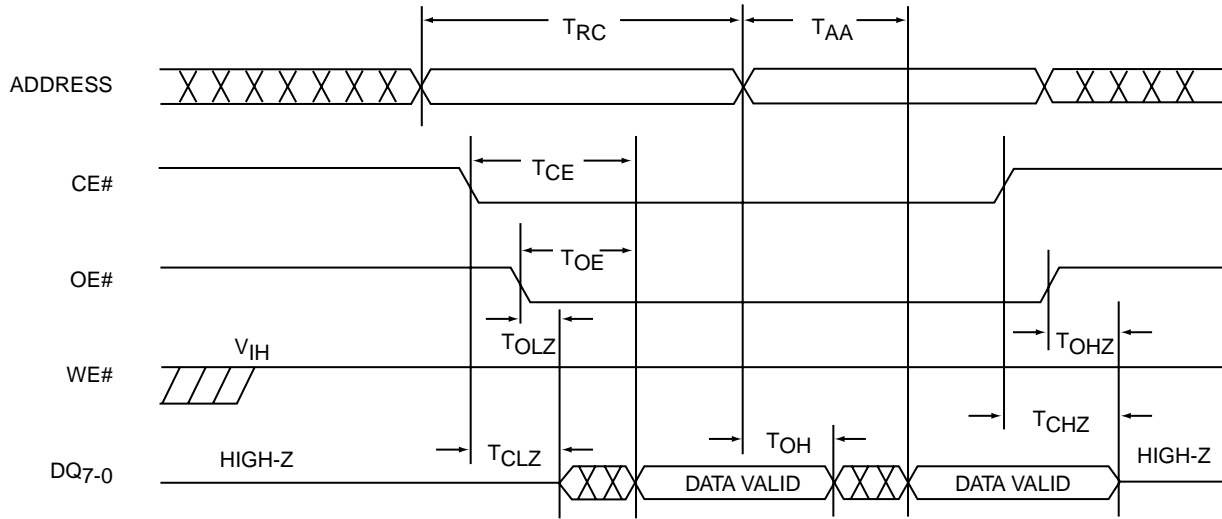 TRC TAA
ADDRESS
TCE
CE#
TOE
OE#
TOLZ TOHZ
VIH
WE#
TCHZ
TCLZ TOH
HIGH-Z HIGH-Z
DQ7-0
DATA VALID DATA VALID